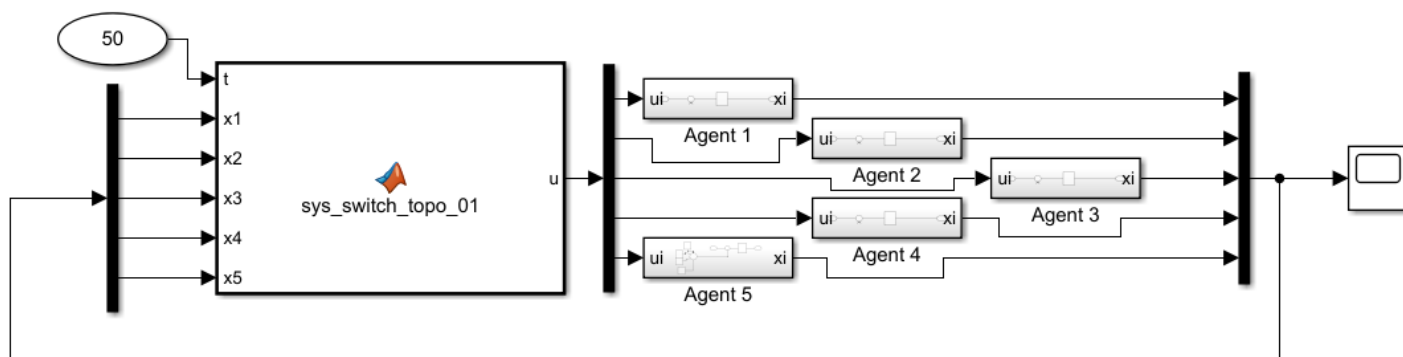 50
t
x1
x2
x3
x4
x5
sys_switch_topo_01
u
ui xi
Agent 1
ui xi
Agent 2
ui xi
Agent 3
ui xi
Agent 4
ui xi
Agent 5